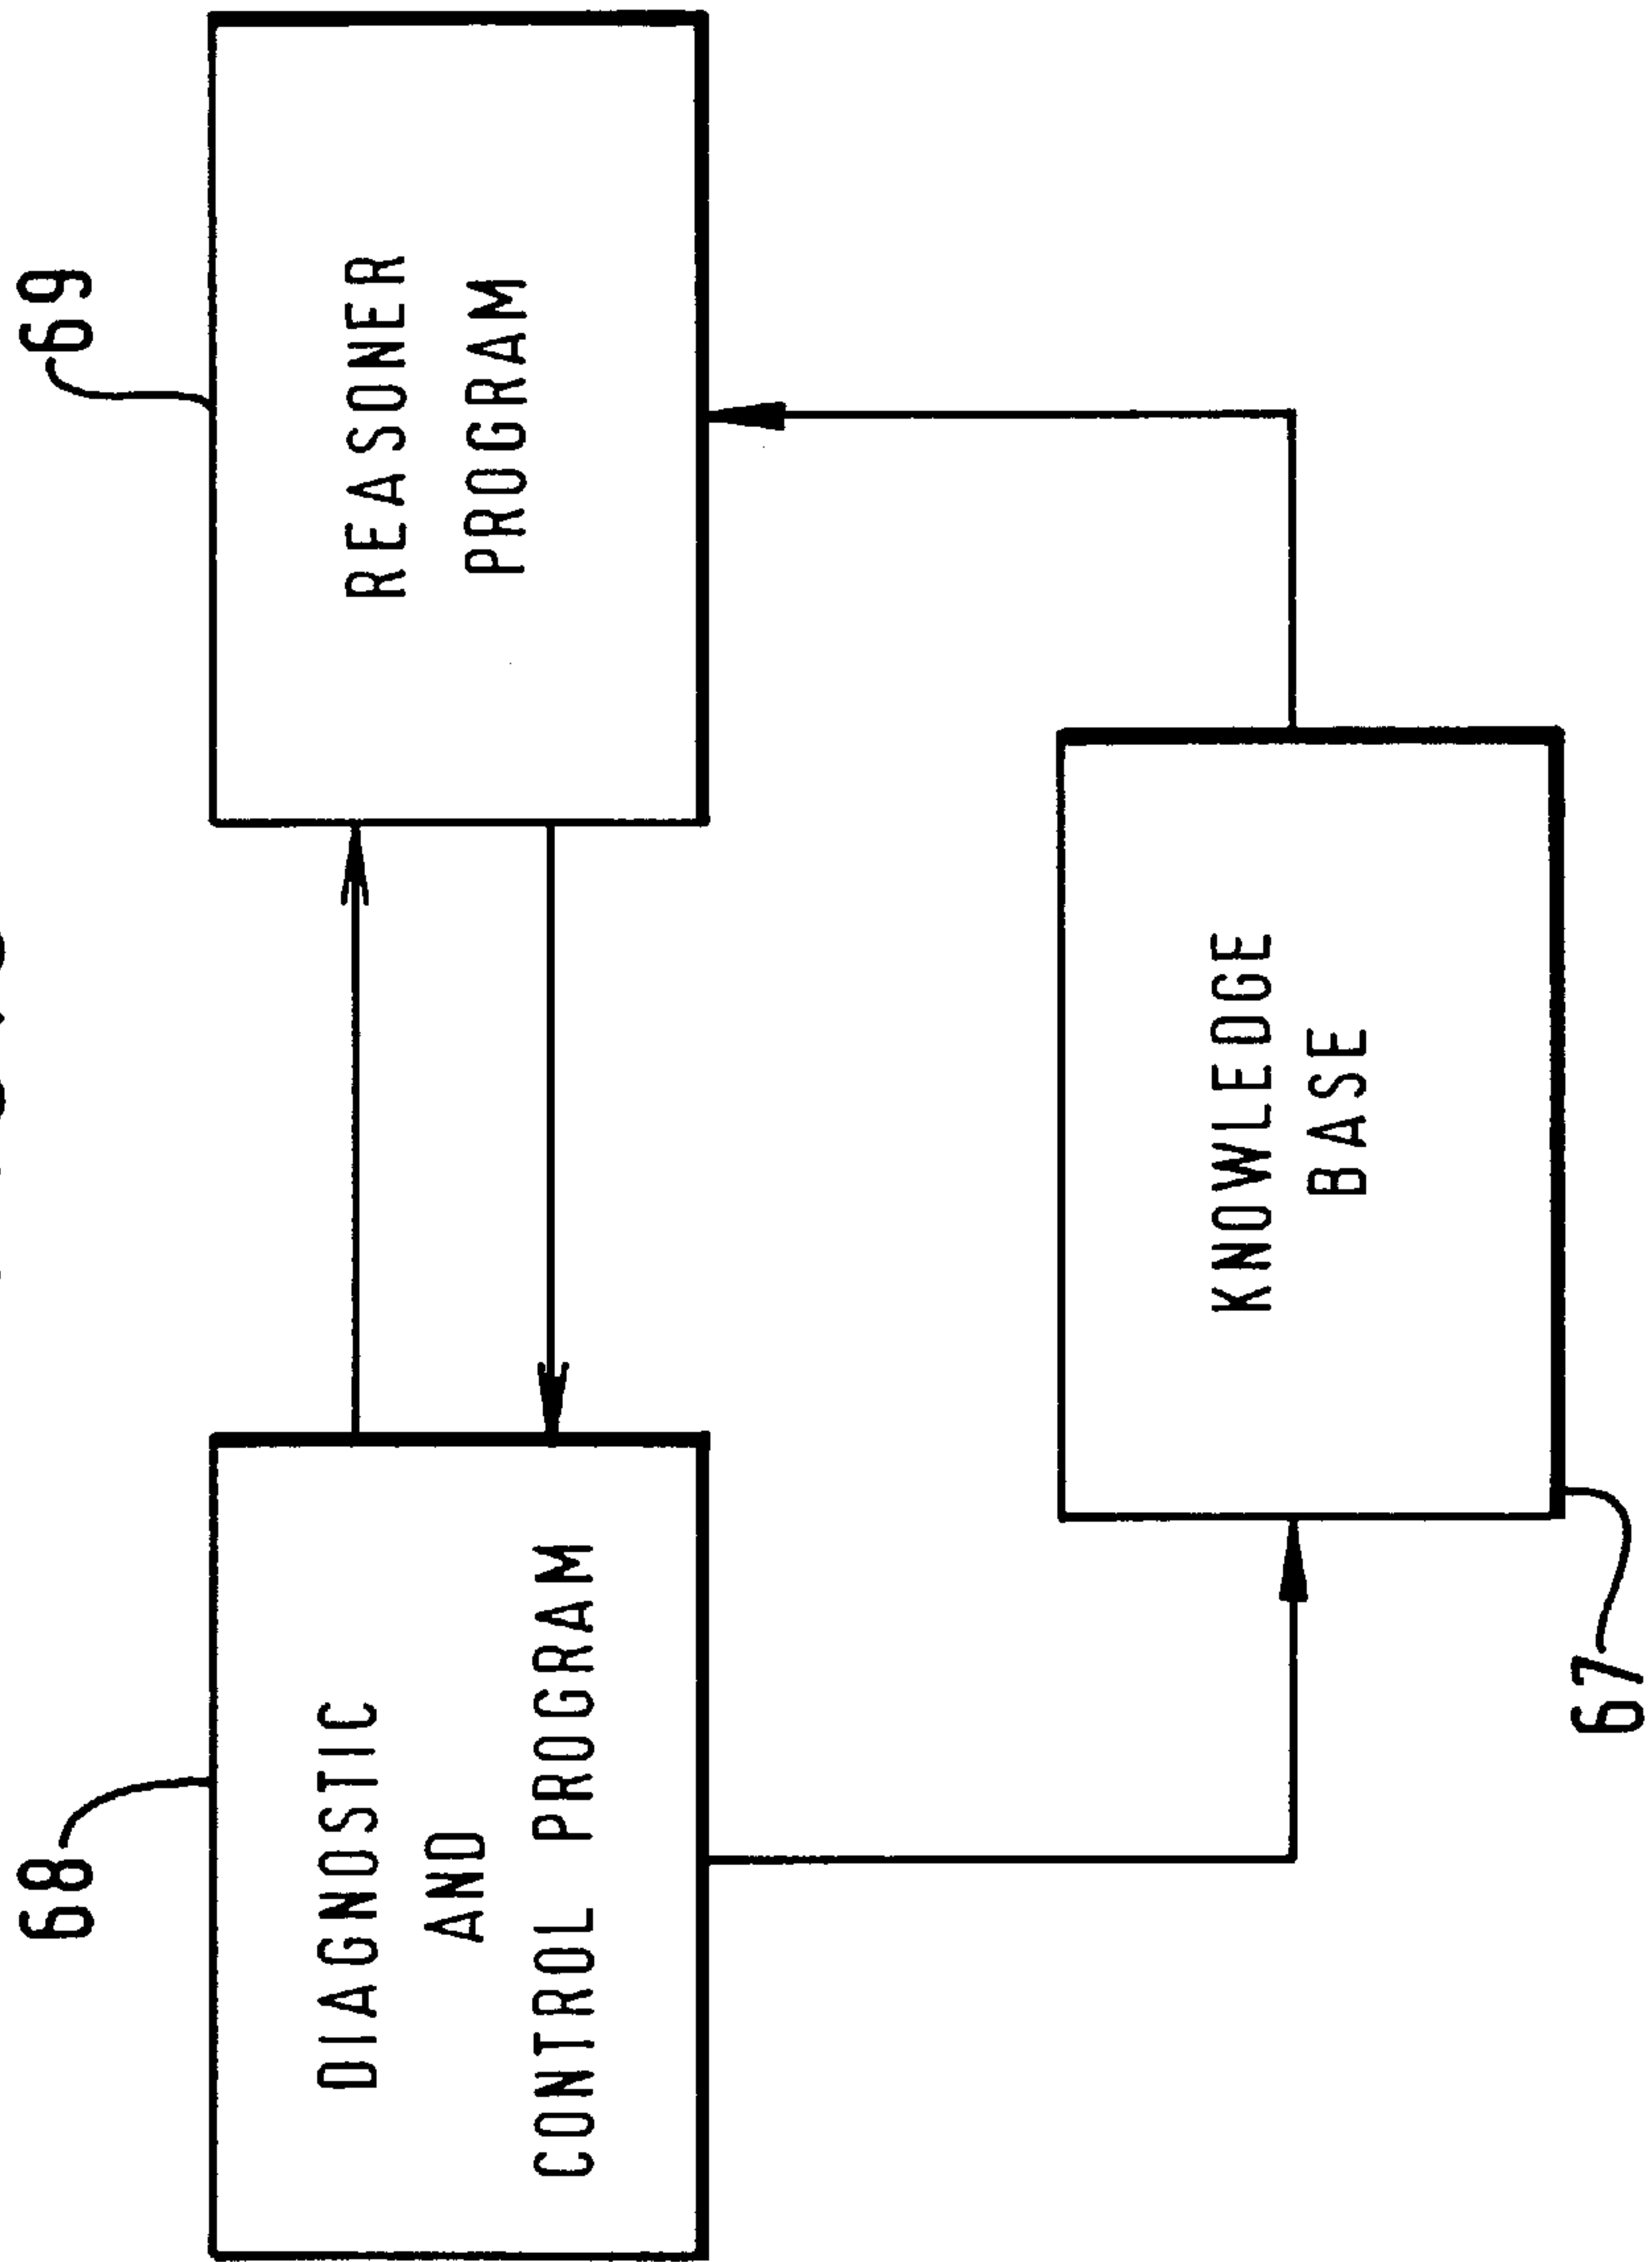 68
DIAGNOSTIC
AND
CONTROL PROGRAM
69
REASONER
PROGRAM
KNOWLEDGE
BASE
67